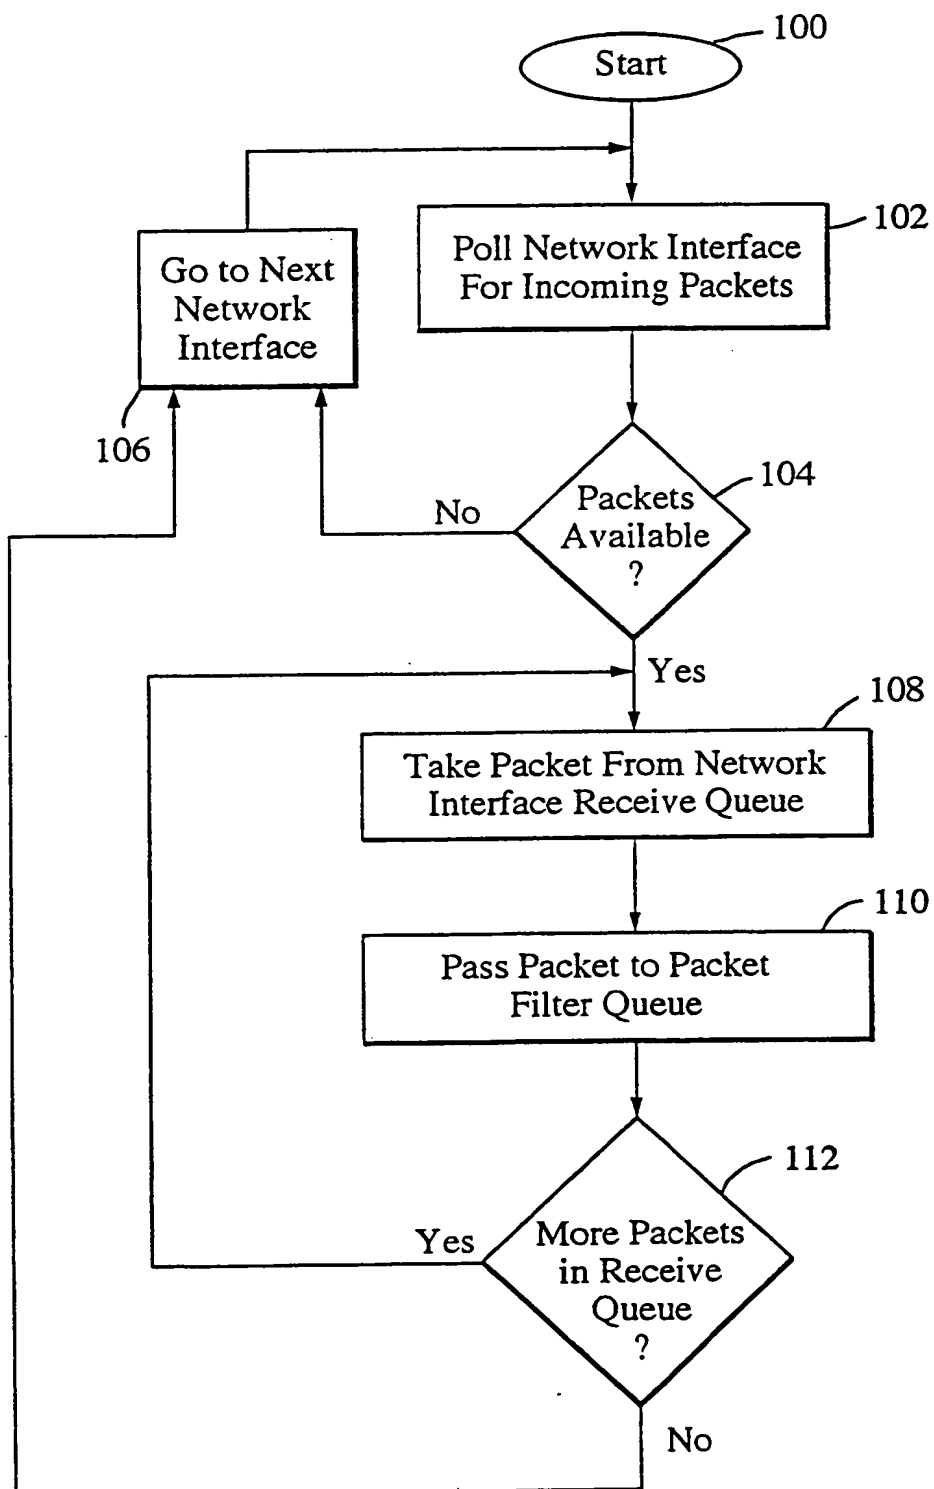 100
Start
102
Poll Network Interface
For Incoming Packets
Go to Next
Network
Interface
106
104
Packets
Available
?
No
Yes
108
Take Packet From Network
Interface Receive Queue
110
Pass Packet to Packet
Filter Queue
112
More Packets
in Receive
Queue
?
Yes
No